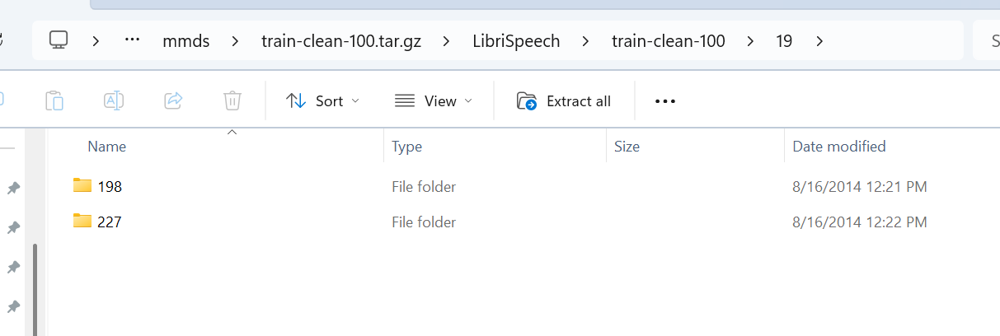 mmds > train-clean-100.tar.gz > LibriSpeech > train-clean-100 > 19 >
Sort View Extract all
Name Type Size Date modified
198 File folder 8/16/2014 12:21 PM
227 File folder 8/16/2014 12:22 PM